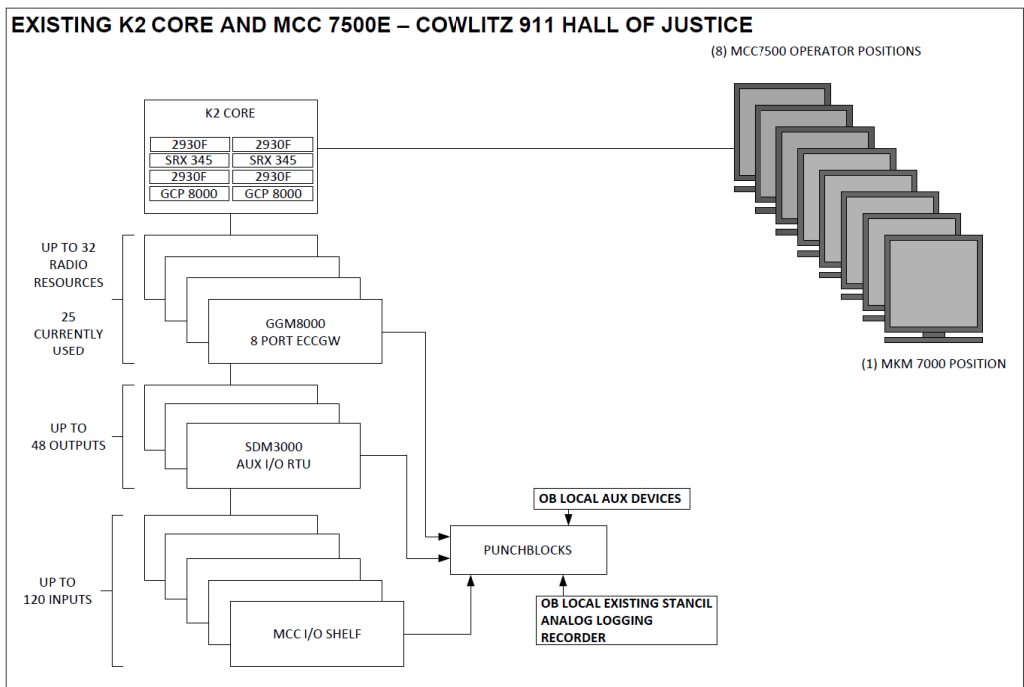 EXISTING K2 CORE AND MCC 7500E – COWLITZ 911 HALL OF JUSTICE
(8) MCC7500 OPERATOR POSITIONS
K2 CORE
2930F
2930F
SRX 345
SRX 345
2930F
2930F
GCP 8000
GCP 8000
UP TO 32
RADIO
RESOURCES
25
CURRENTLY
USED
GGM8000
8 PORT ECCGW
(1) MKM 7000 POSITION
UP TO
48 OUTPUTS
SDM3000
AUX I/O RTU
OB LOCAL AUX DEVICES
PUNCHBLOCKS
UP TO
120 INPUTS
MCC I/O SHELF
OB LOCAL EXISTING STANCIL
ANALOG LOGGING
RECORDER